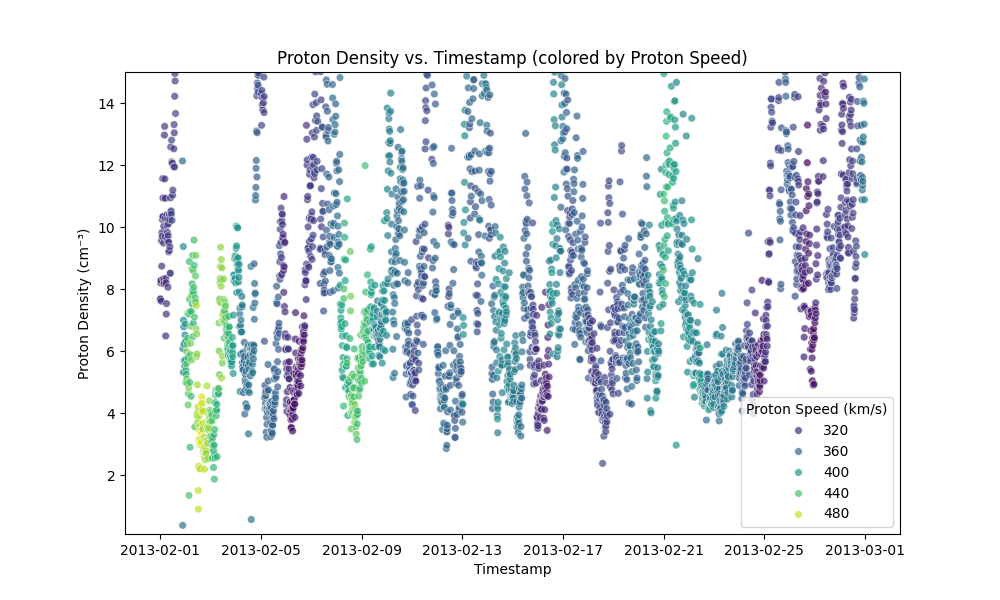 Proton Density vs. Timestamp (colored by Proton Speed)
Proton Density (cm⁻³)
14
12
10
8
6
4
2
Proton Speed (km/s)
320
360
400
440
480
2013-02-01 2013-02-05 2013-02-09 2013-02-13 2013-02-17 2013-02-21 2013-02-25 2013-03-01
Timestamp